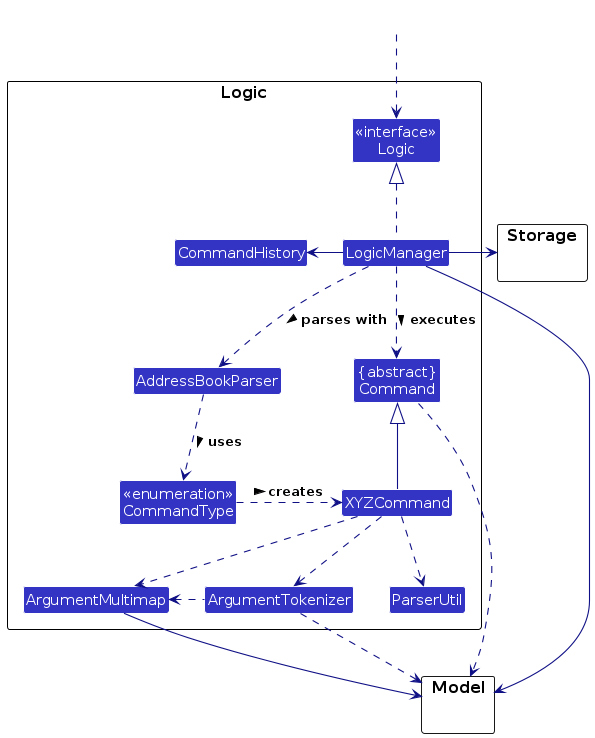 Logic
«interface»
Logic
Storage
CommandHistory
LogicManager
parses with
executes
{abstract}
Command
AddressBookParser
uses
«enumeration»
CommandType
creates
XYZCommand
ArgumentMultimap
ArgumentTokenizer
ParserUtil
Model